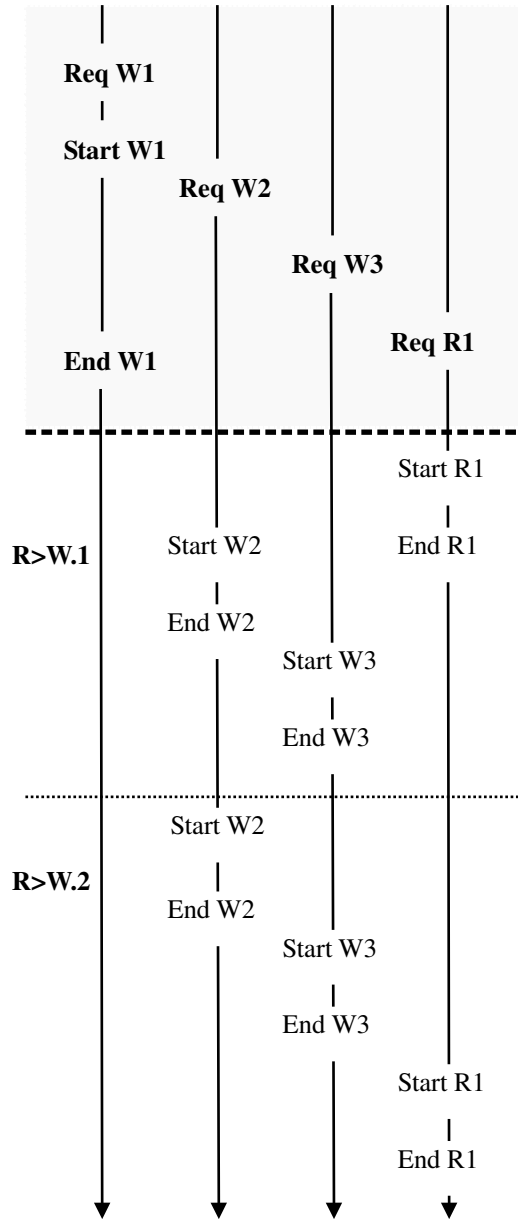 Req W1
Start W1
Req W2
Req W3
Req R1
End W1
Start R1
Start W2
End R1
R>W.1
End W2
Start W3
End W3
Start W2
R>W.2
End W2
Start W3
End W3
Start R1
End R1